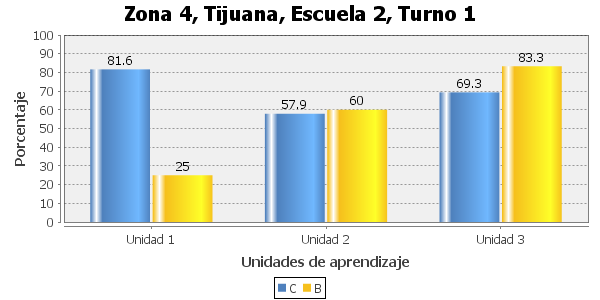 Zona 4, Tijuana, Escuela 2, Turno 1
Porcentaje
100
90
80
70
60
50
40
30
20
10
0
81.6
25
57.9
60
69.3
83.3
Unidad 1
Unidad 2
Unidad 3
Unidades de aprendizaje
C B